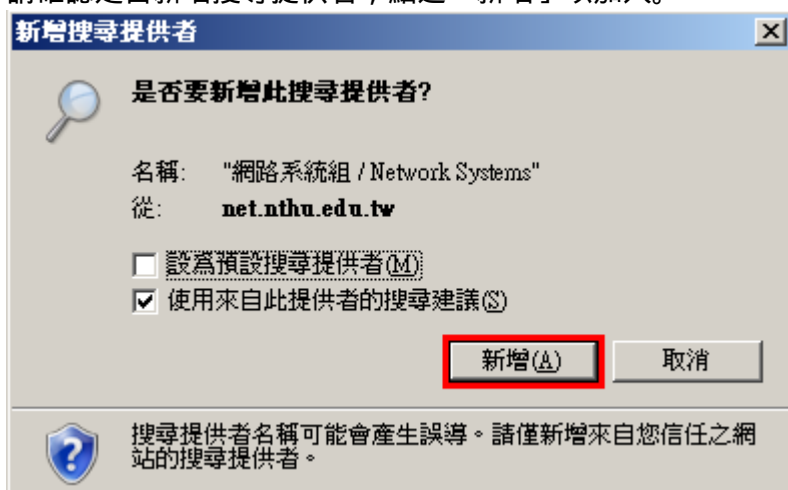 新增搜尋提供者
是否要新增此搜尋提供者?
名稱: "網路系統組 / Network Systems"
從: net.nthu.edu.tw
設為預設搜尋提供者(M)
使用來自此提供者的搜尋建議(S)
新增(A) 取消
搜尋提供者名稱可能會產生誤導。請僅新增來自您信任之網
站的搜尋提供者。